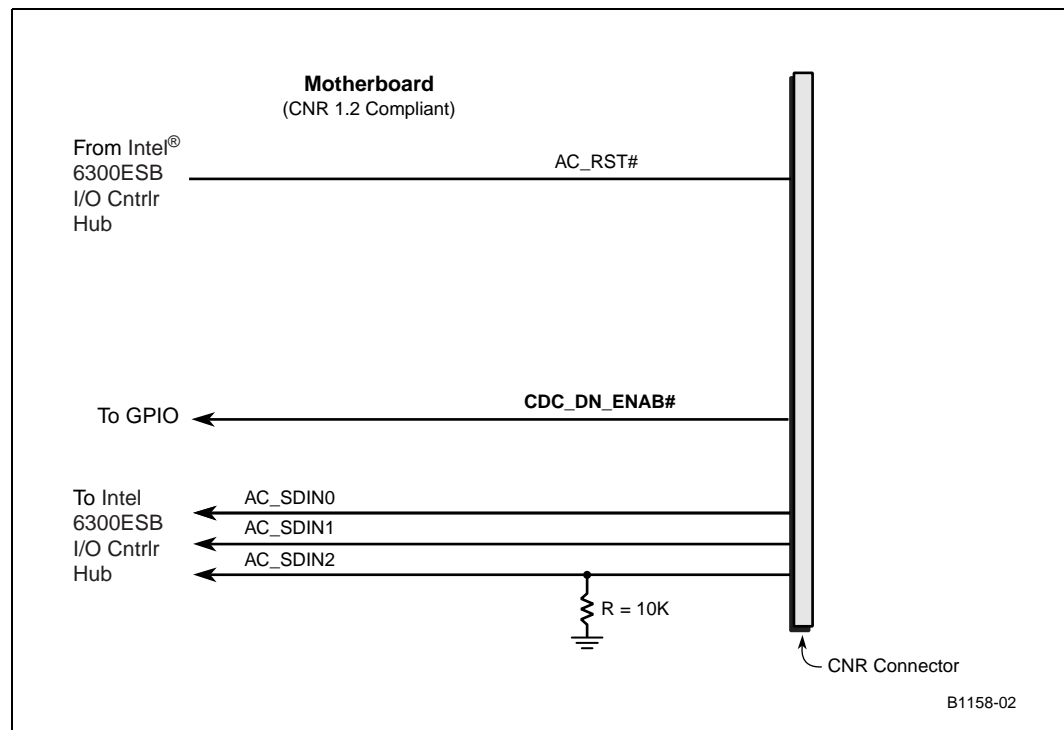 Motherboard
(CNR 1.2 Compliant)
From Intel®
6300ESB
I/O Cntrlr
Hub
AC_RST#
To GPIO
CDC_DN_ENAB#
To Intel
6300ESB
I/O Cntrlr
Hub
AC_SDIN0
AC_SDIN1
AC_SDIN2
R = 10K
CNR Connector
B1158-02